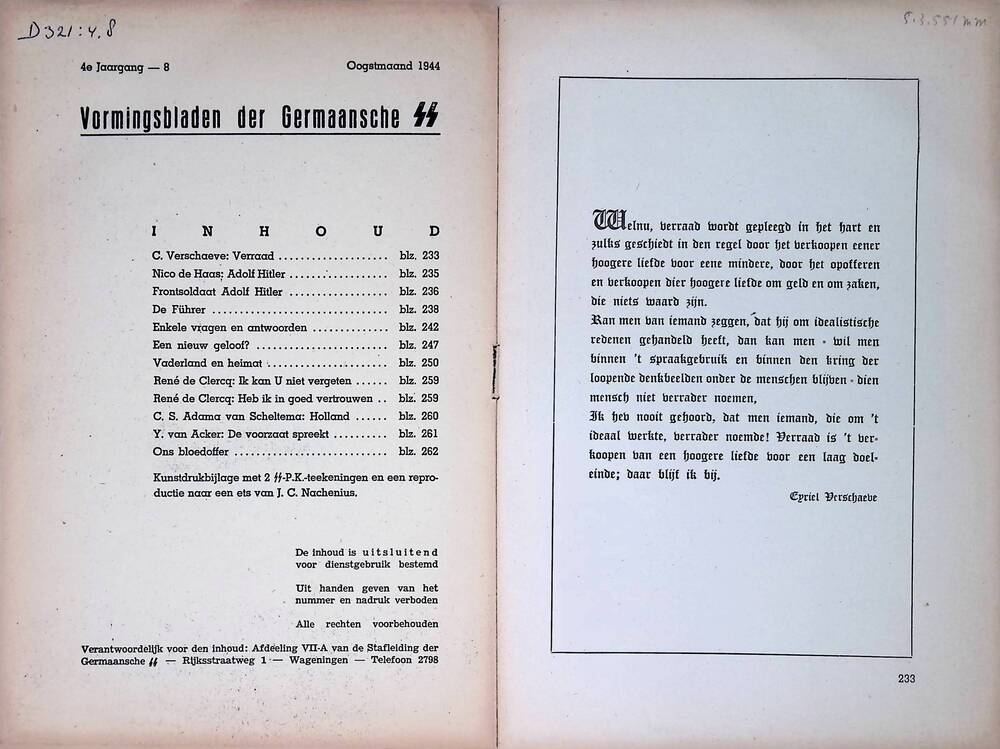 D321:4.8
4e Jaargang — 8 Oogstmaand 1944
Vormingsbladen der Germaansche ᛋᛋ
INHOUD
C. Verschaeve: Verraad ................... blz. 233
Nico de Haas: Adolf Hitler ................. blz. 235
Frontsoldaat Adolf Hitler ................. blz. 236
De Führer .............................. blz. 238
Enkele vragen en antwoorden ............. blz. 242
Een nieuw geloof? ...................... blz. 247
Vaderland en heimat .................... blz. 250
René de Clercq: Ik kan U niet vergeten ...... blz. 259
René de Clercq: Heb ik in goed vertrouwen .. blz. 259
C. S. Adama van Scheltema: Holland ...... blz. 260
Y. van Acker: De voorzaat spreekt .......... blz. 261
Ons bloedoffer .......................... blz. 262
Kunstdrukbijlage met 2 ᛋᛋ-P.K.-teekeningen en een repro-
ductie naar een ets van J. C. Nachenius.
De inhoud is uitsluitend
voor dienstgebruik bestemd
Uit handen geven van het
nummer en nadruk verboden
Alle rechten voorbehouden
Verantwoordelijk voor den inhoud: Afdeeling VII-A van de Stafleiding der
Germaansche ᛋᛋ — Rijksstraatweg 1 — Wageningen — Telefoon 2798
Welnu, verraad wordt gepleegd in het hart en
zulks geschiedt in den regel door het verkoopen eener
hoogere liefde voor eene mindere, door het opofferen
en verkoopen dier hoogere liefde om geld en om zaken,
die niets waard zijn.
Kan men van iemand zeggen, dat hij om idealistische
redenen gehandeld heeft, dan kan men - wil men
binnen 't spraakgebruik en binnen den kring der
loopende denkbeelden onder de menschen blijven - dien
mensch niet verrader noemen.
Ik heb nooit gehoord, dat men iemand, die om 't
ideaal werkte, verrader noemde! Verraad is 't ver-
koopen van een hoogere liefde voor een laag doel-
einde; daar blijf ik bij.
Cyriel Verschaeve
233